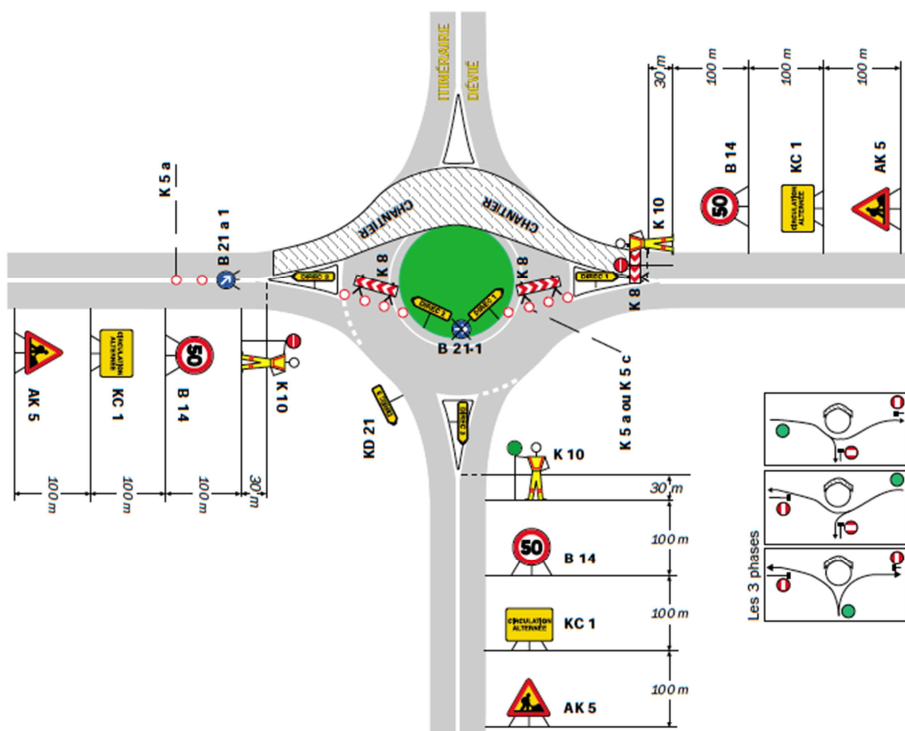 ITINÉRAIRE
DÉVIÉ
30 m
100 m
100 m
100 m
B 14
KC 1
AK 5
K 10
50
CIRCULATION
ALTERNÉE
K 5 a
B 21 a 1
CHANTIER
CHANTIER
DIREC 2
K 8
K 8
DIREC 1
K 8
DIREC 1
B 21-1
K 5 a ou K 5 c
AK 5
KC 1
B 14
K 10
CIRCULATION
ALTERNÉE
50
100 m
100 m
100 m
30 m
KD 21
K 10
30 m
50
B 14
100 m
CIRCULATION
ALTERNÉE
KC 1
100 m
AK 5
100 m
Les 3 phases